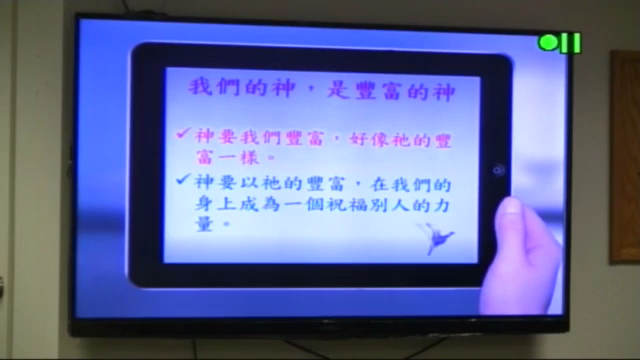 我們的神，是豐富的神
✓神要我們豐富，好像祂的豐
富一樣。
✓神要以祂的豐富，在我們的
身上成為一個祝福別人的力
量。